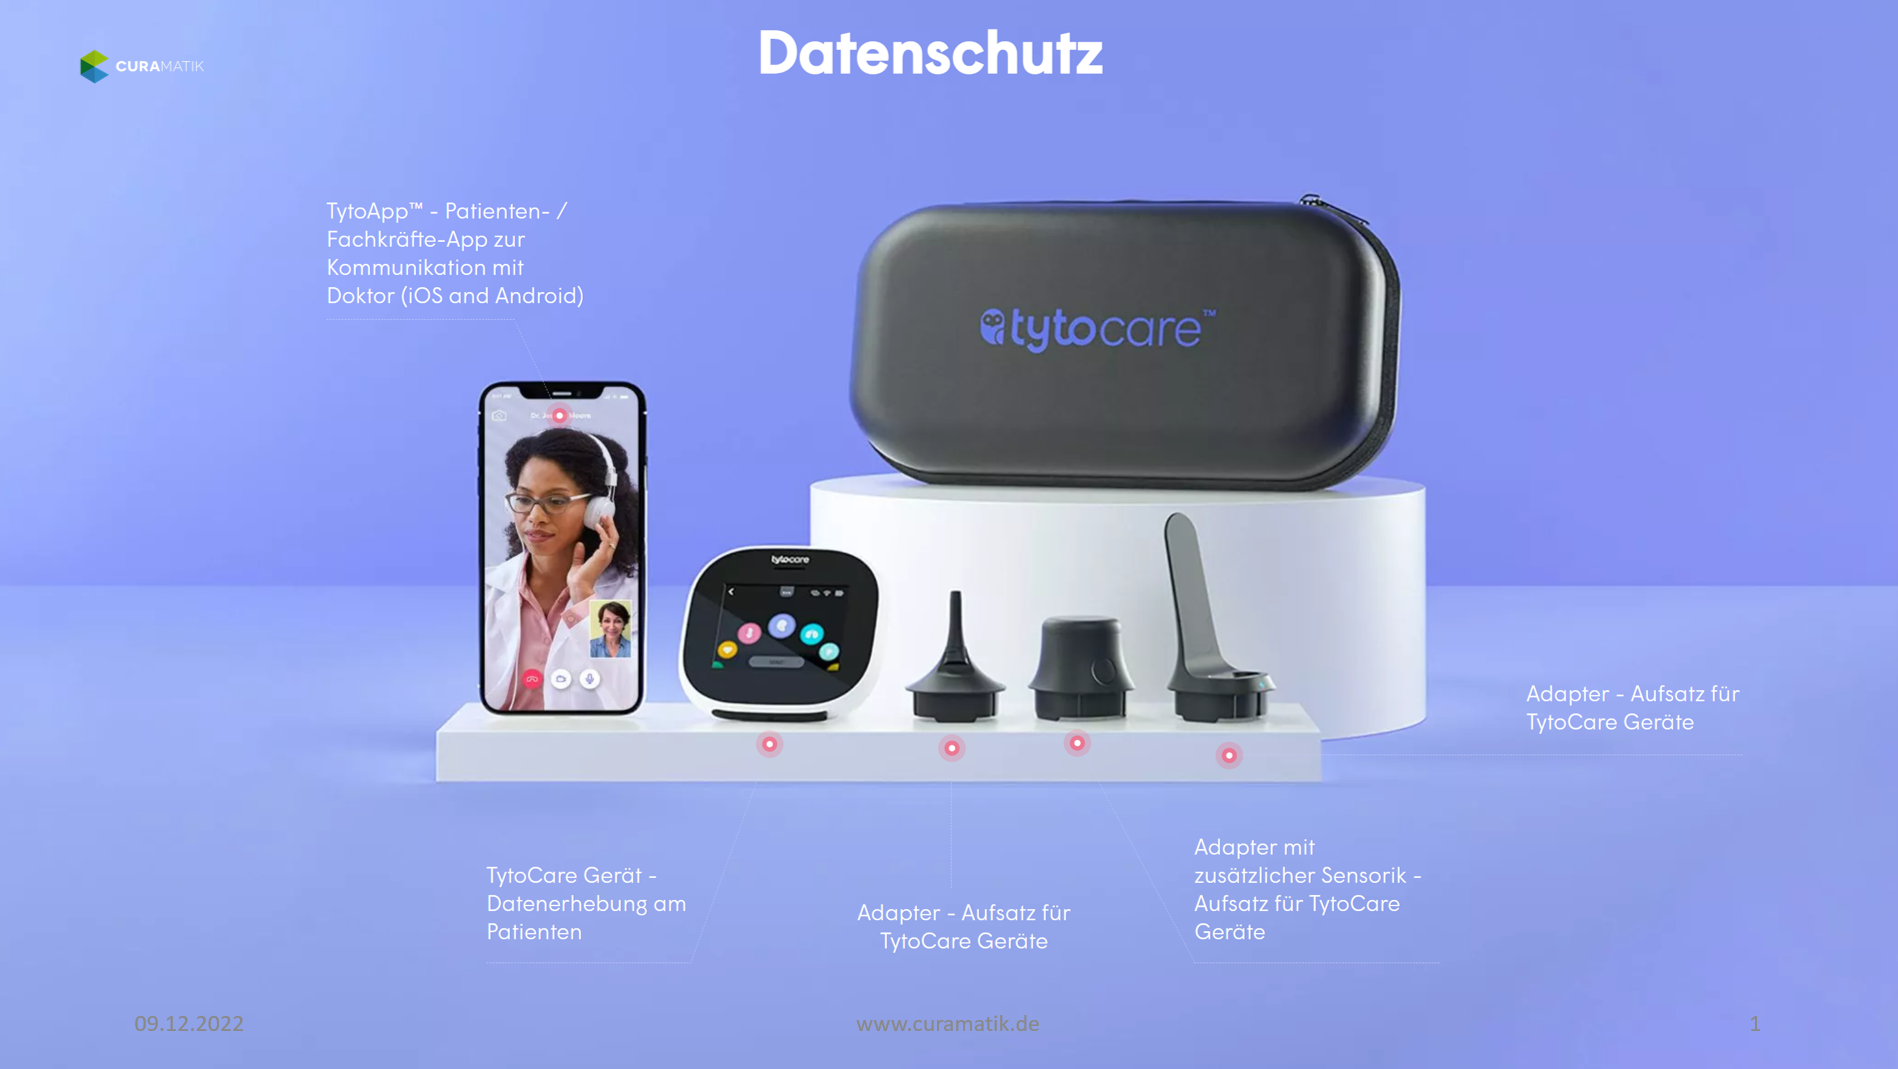 Datenschutz
CURAMATIK
TytoApp™ - Patienten- /
Fachkräfte-App zur
Kommunikation mit
Doktor (iOS and Android)
tytocare™
tytocare
Adapter - Aufsatz für
TytoCare Geräte
TytoCare Gerät -
Datenerhebung am
Patienten
Adapter - Aufsatz für
TytoCare Geräte
Adapter mit
zusätzlicher Sensorik -
Aufsatz für TytoCare
Geräte
09.12.2022
www.curamatik.de
1